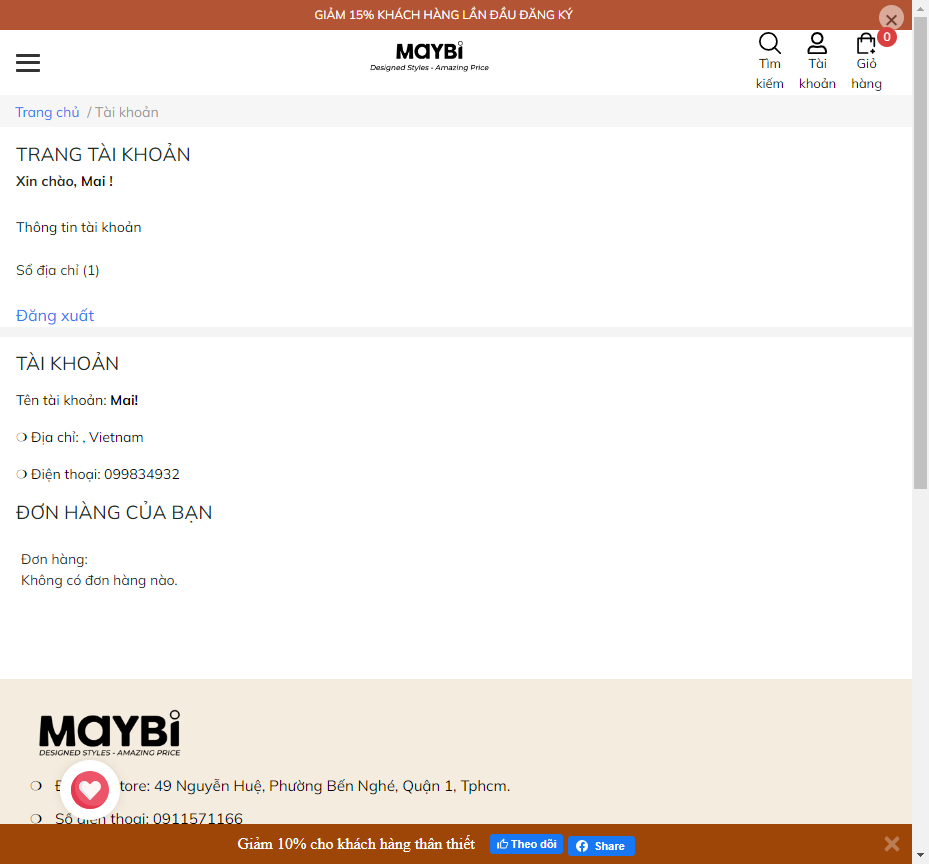 GIẢM 15% KHÁCH HÀNG LẦN ĐẦU ĐĂNG KÝ
MAYBI
Designed Styles - Amazing Price
Tìm kiếm
Tài khoản
Giỏ hàng
0
Trang chủ / Tài khoản
TRANG TÀI KHOẢN
Xin chào, Mai !
Thông tin tài khoản
Sổ địa chỉ (1)
Đăng xuất
TÀI KHOẢN
Tên tài khoản: Mai!
❍ Địa chỉ: , Vietnam
❍ Điện thoại: 099834932
ĐƠN HÀNG CỦA BẠN
Đơn hàng:
Không có đơn hàng nào.
MAYBI
DESIGNED STYLES - AMAZING PRICE
❍ tore: 49 Nguyễn Huệ, Phường Bến Nghé, Quận 1, Tphcm.
❍ Số điện thoại: 0911571166
Giảm 10% cho khách hàng thân thiết
Theo dõi
Share